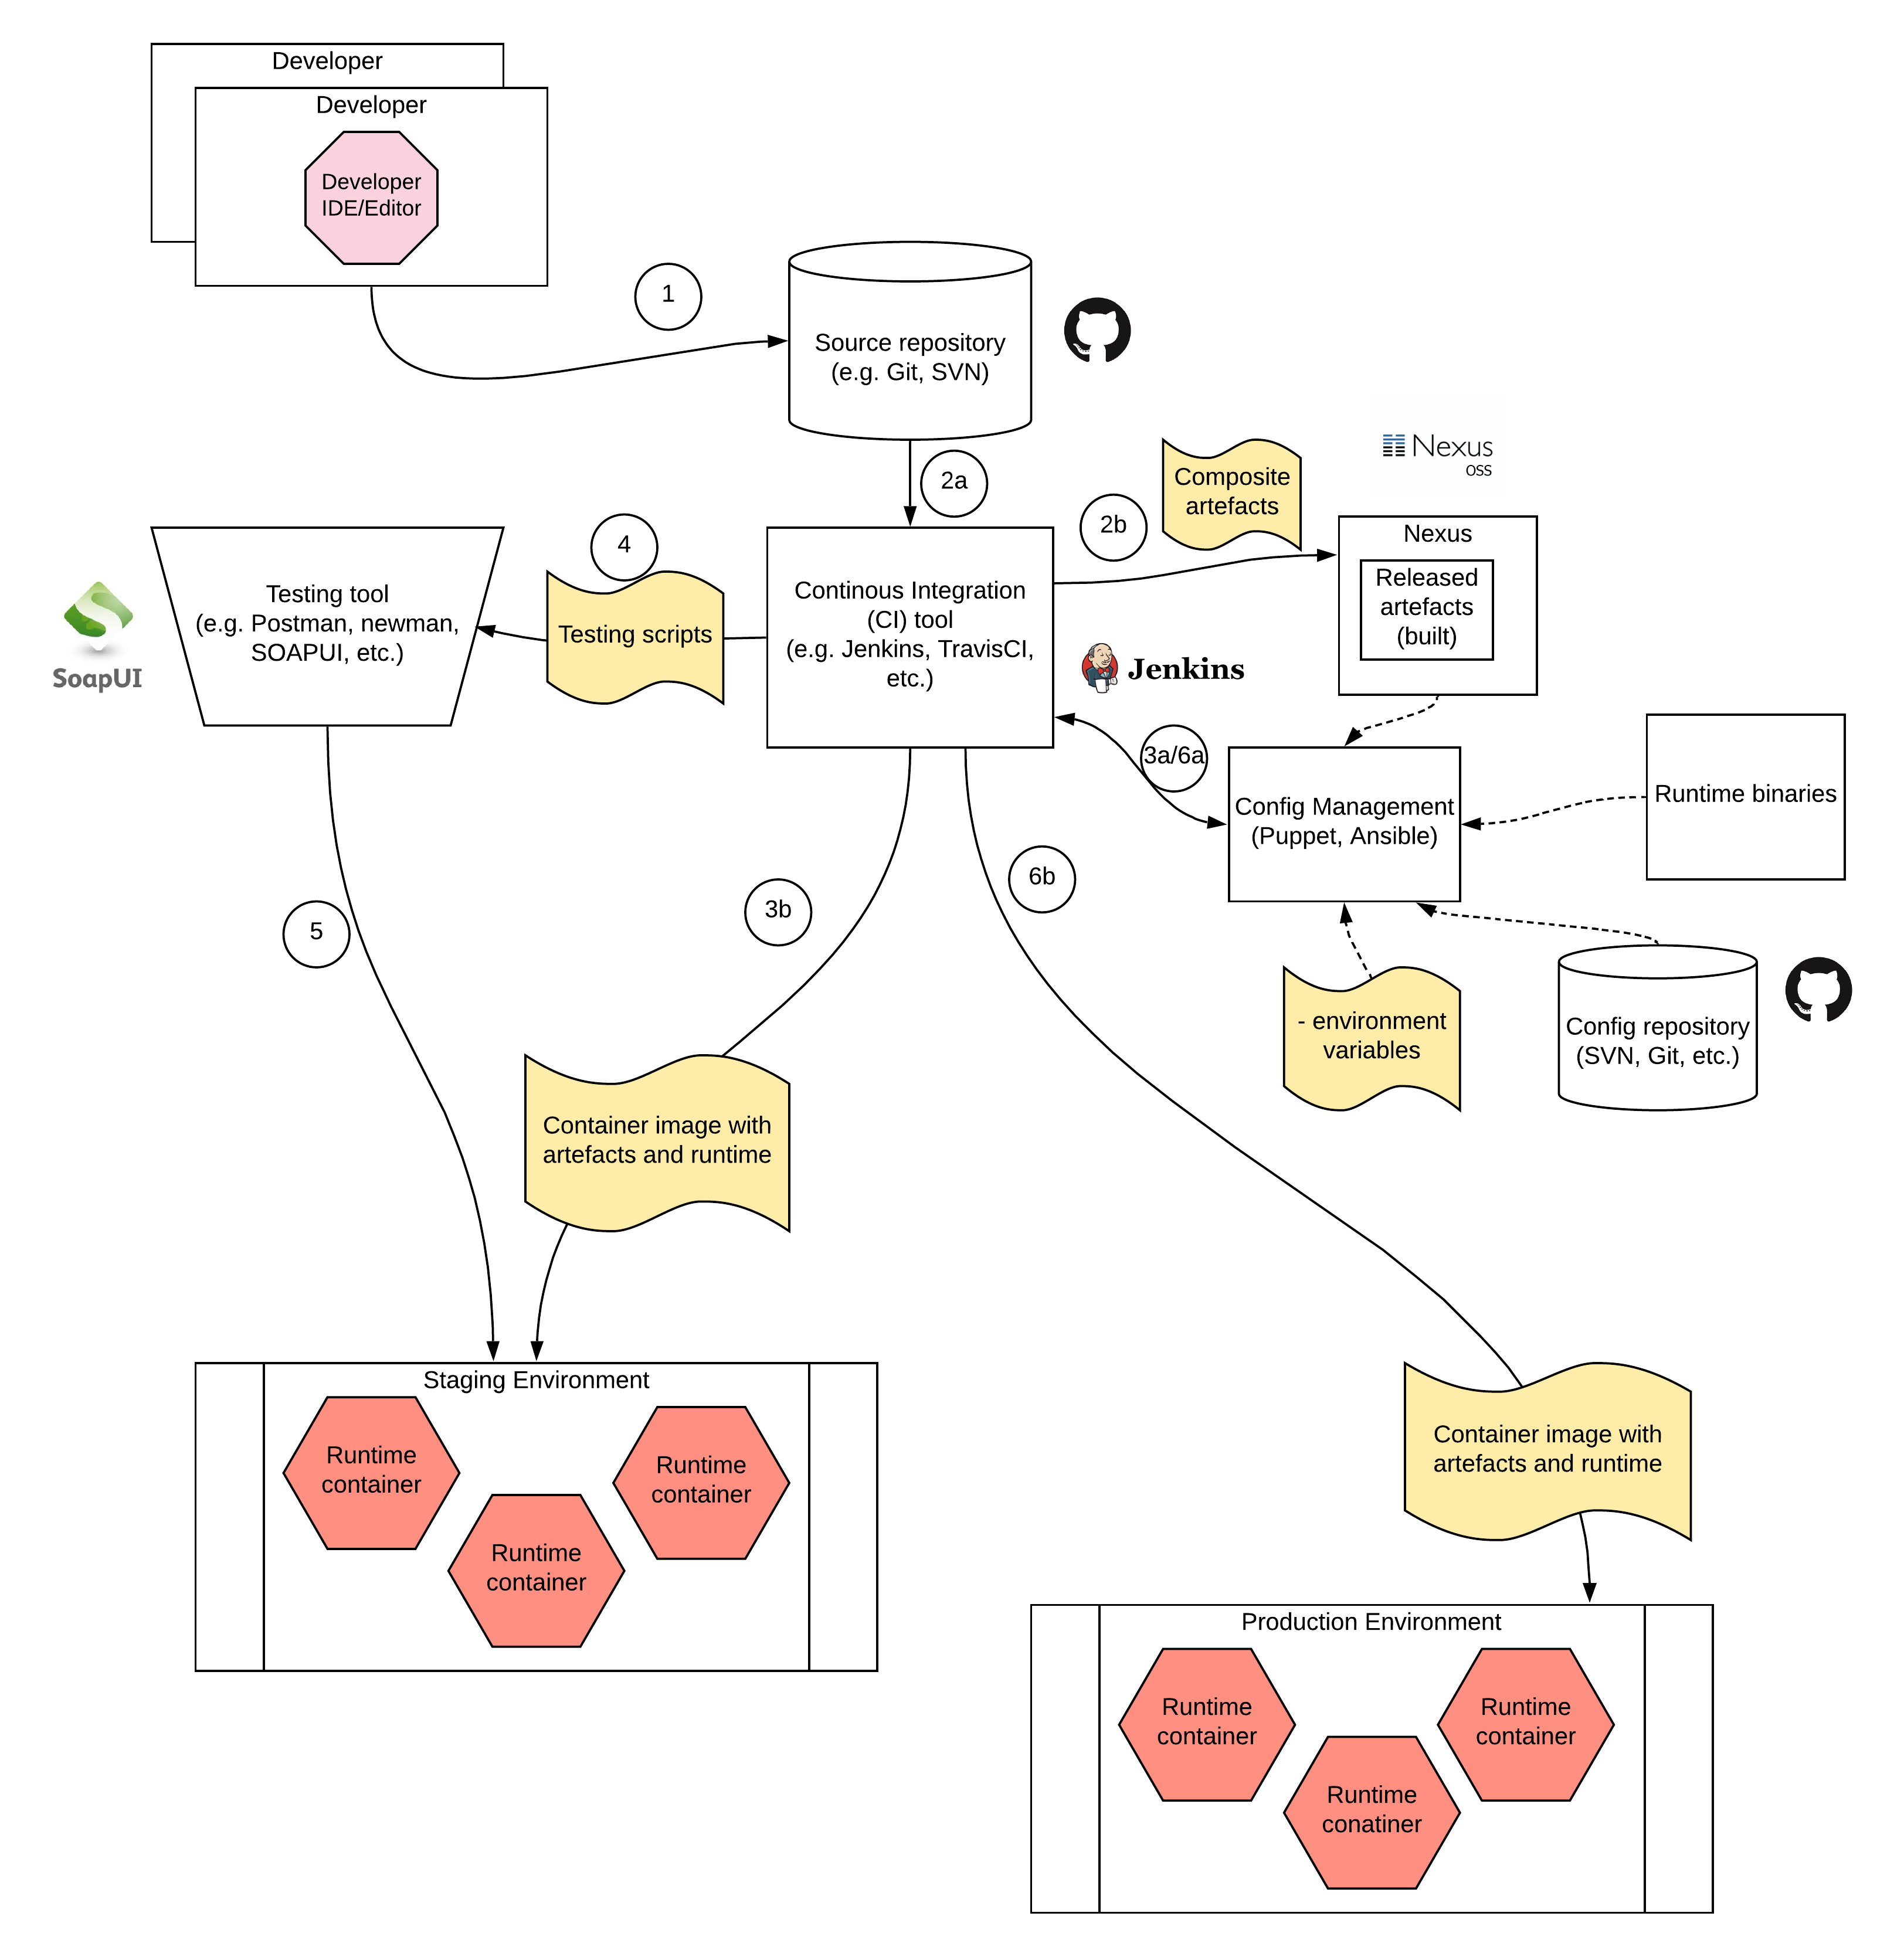 Developer
Developer
Developer
IDE/Editor
1
Source repository
(e.g. Git, SVN)
2a
2b
Composite
artefacts
Nexus
OSS
Nexus
Released
artefacts
(built)
4
Testing scripts
Testing tool
(e.g. Postman, newman,
SOAPUI, etc.)
SoapUI
Continous Integration
(CI) tool
(e.g. Jenkins, TravisCI,
etc.)
Jenkins
3a/6a
Config Management
(Puppet, Ansible)
Runtime binaries
5
3b
6b
- environment
variables
Config repository
(SVN, Git, etc.)
Container image with
artefacts and runtime
Staging Environment
Runtime
container
Runtime
container
Runtime
container
Container image with
artefacts and runtime
Production Environment
Runtime
container
Runtime
container
Runtime
conatiner